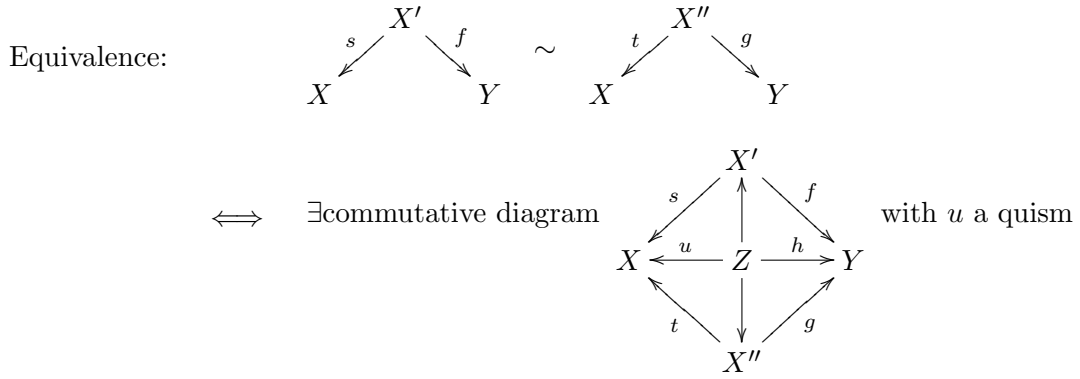 X′ X″
Equivalence: s f ∼ t g
X Y X Y
X′
⟺ ∃commutative diagram s f with u a quism
X u Z h Y
t g
X″